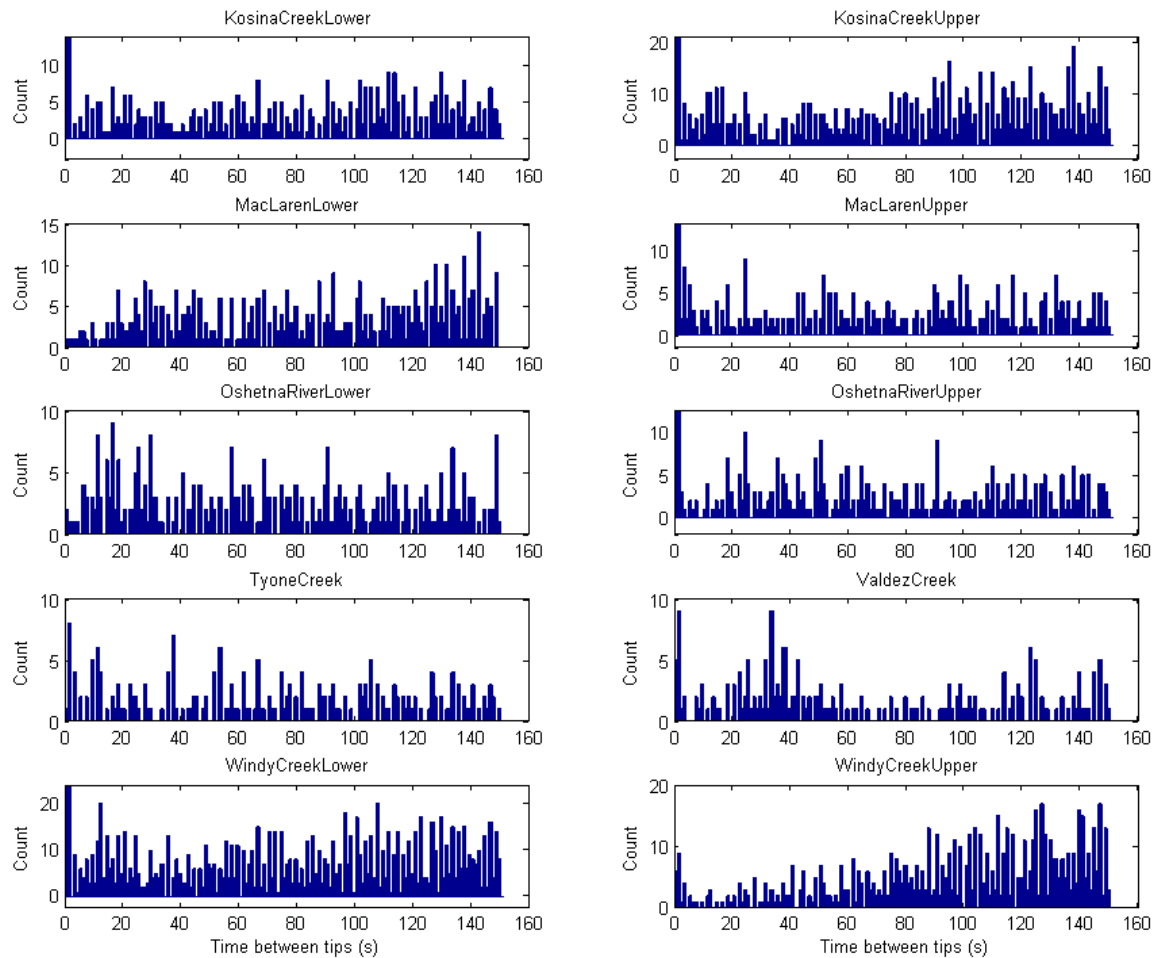 KosinaCreekLower
KosinaCreekUpper
Count
10
5
0
0 20 40 60 80 100 120 140 160
Count
20
10
0
0 20 40 60 80 100 120 140 160
MacLarenLower
MacLarenUpper
Count
15
10
5
0
0 20 40 60 80 100 120 140 160
Count
10
5
0
0 20 40 60 80 100 120 140 160
OshetnaRiverLower
OshetnaRiverUpper
Count
10
5
0
0 20 40 60 80 100 120 140 160
Count
10
5
0
0 20 40 60 80 100 120 140 160
TyoneCreek
ValdezCreek
Count
10
5
0
0 20 40 60 80 100 120 140 160
Count
10
5
0
0 20 40 60 80 100 120 140 160
WindyCreekLower
WindyCreekUpper
Count
20
10
0
0 20 40 60 80 100 120 140 160
Time between tips (s)
Count
20
10
0
0 20 40 60 80 100 120 140 160
Time between tips (s)